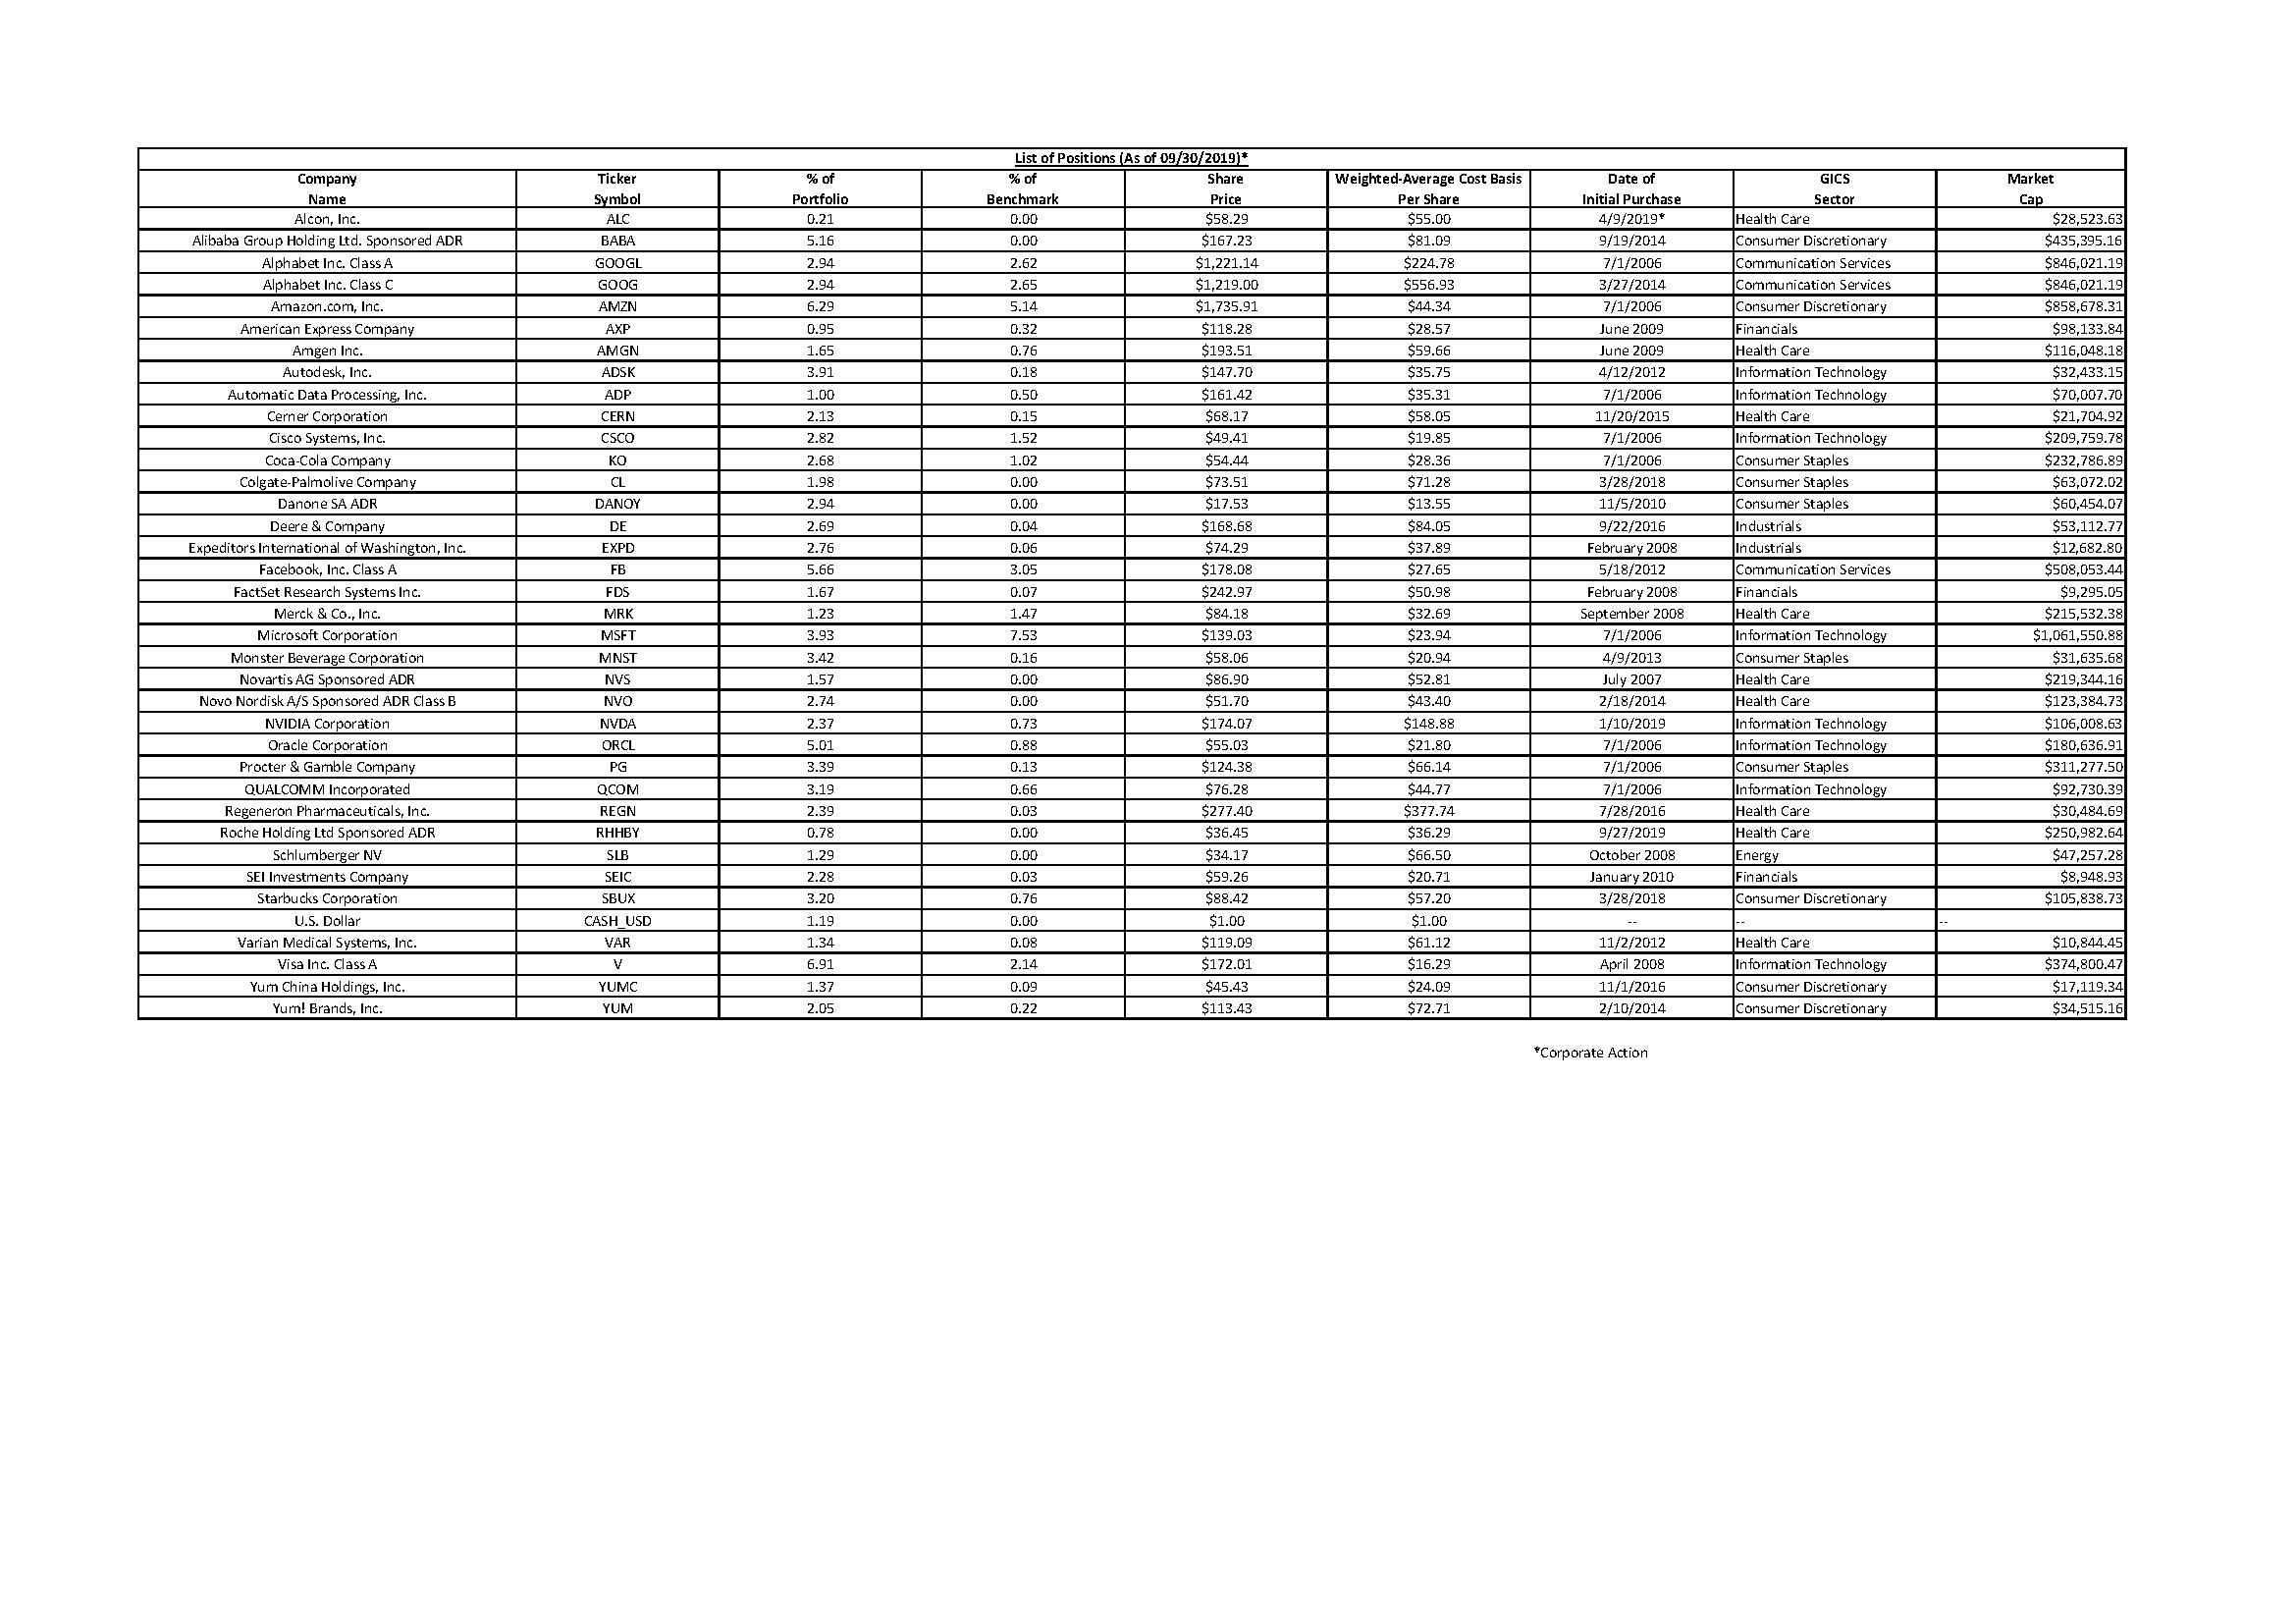 List of Positions (As of 09/30/2019)*
Company Ticker % of % of Share Weighted-Average Cost Basis Date of GICS Market
Name Symbol Portfolio Benchmark Price Per Share Initial Purchase Sector Cap
Alcon, Inc. ALC 0.21 0.00 $58.29 $55.00 4/9/2019* Health Care $28,523.63
Alibaba Group Holding Ltd. Sponsored ADR BABA 5.16 0.00 $167.23 $81.09 9/19/2014 Consumer Discretionary $435,395.16
Alphabet Inc. Class A GOOGL 2.94 2.62 $1,221.14 $224.78 7/1/2006 Communication Services $846,021.19
Alphabet Inc. Class C GOOG 2.94 2.65 $1,219.00 $556.93 3/27/2014 Communication Services $846,021.19
Amazon.com, Inc. AMZN 6.29 5.14 $1,735.91 $44.34 7/1/2006 Consumer Discretionary $858,678.31
American Express Company AXP 0.95 0.32 $118.28 $28.57 June 2009 Financials $98,133.84
Amgen Inc. AMGN 1.65 0.76 $193.51 $59.66 June 2009 Health Care $116,048.18
Autodesk, Inc. ADSK 3.91 0.18 $147.70 $35.75 4/12/2012 Information Technology $32,433.15
Automatic Data Processing, Inc. ADP 1.00 0.50 $161.42 $35.31 7/1/2006 Information Technology $70,007.70
Cerner Corporation CERN 2.13 0.15 $68.17 $58.05 11/20/2015 Health Care $21,704.92
Cisco Systems, Inc. CSCO 2.82 1.52 $49.41 $19.85 7/1/2006 Information Technology $209,759.78
Coca-Cola Company KO 2.68 1.02 $54.44 $28.36 7/1/2006 Consumer Staples $232,786.89
Colgate-Palmolive Company CL 1.98 0.00 $73.51 $71.28 3/28/2018 Consumer Staples $63,072.02
Danone SA ADR DANOY 2.94 0.00 $17.53 $13.55 11/5/2010 Consumer Staples $60,454.07
Deere & Company DE 2.69 0.04 $168.68 $84.05 9/22/2016 Industrials $53,112.77
Expeditors International of Washington, Inc. EXPD 2.76 0.06 $74.29 $37.89 February 2008 Industrials $12,682.80
Facebook, Inc. Class A FB 5.66 3.05 $178.08 $27.65 5/18/2012 Communication Services $508,053.44
FactSet Research Systems Inc. FDS 1.67 0.07 $242.97 $50.98 February 2008 Financials $9,295.05
Merck & Co., Inc. MRK 1.23 1.47 $84.18 $32.69 September 2008 Health Care $215,532.38
Microsoft Corporation MSFT 3.93 7.53 $139.03 $23.94 7/1/2006 Information Technology $1,061,550.88
Monster Beverage Corporation MNST 3.42 0.16 $58.06 $20.94 4/9/2013 Consumer Staples $31,635.68
Novartis AG Sponsored ADR NVS 1.57 0.00 $86.90 $52.81 July 2007 Health Care $219,344.16
Novo Nordisk A/S Sponsored ADR Class B NVO 2.74 0.00 $51.70 $43.40 2/18/2014 Health Care $123,384.73
NVIDIA Corporation NVDA 2.37 0.73 $174.07 $148.88 1/10/2019 Information Technology $106,008.63
Oracle Corporation ORCL 5.01 0.88 $55.03 $21.80 7/1/2006 Information Technology $180,636.91
Procter & Gamble Company PG 3.39 0.13 $124.38 $66.14 7/1/2006 Consumer Staples $311,277.50
QUALCOMM Incorporated QCOM 3.19 0.66 $76.28 $44.77 7/1/2006 Information Technology $92,730.39
Regeneron Pharmaceuticals, Inc. REGN 2.39 0.03 $277.40 $377.74 7/28/2016 Health Care $30,484.69
Roche Holding Ltd Sponsored ADR RHHBY 0.78 0.00 $36.45 $36.29 9/27/2019 Health Care $250,982.64
Schlumberger NV SLB 1.29 0.00 $34.17 $66.50 October 2008 Energy $47,257.28
SEI Investments Company SEIC 2.28 0.03 $59.26 $20.71 January 2010 Financials $8,948.93
Starbucks Corporation SBUX 3.20 0.76 $88.42 $57.20 3/28/2018 Consumer Discretionary $105,838.73
U.S. Dollar CASH_USD 1.19 0.00 $1.00 $1.00 -- -- --
Varian Medical Systems, Inc. VAR 1.34 0.08 $119.09 $61.12 11/2/2012 Health Care $10,844.45
Visa Inc. Class A V 6.91 2.14 $172.01 $16.29 April 2008 Information Technology $374,800.47
Yum China Holdings, Inc. YUMC 1.37 0.09 $45.43 $24.09 11/1/2016 Consumer Discretionary $17,119.34
Yum! Brands, Inc. YUM 2.05 0.22 $113.43 $72.71 2/10/2014 Consumer Discretionary $34,515.16
*Corporate Action